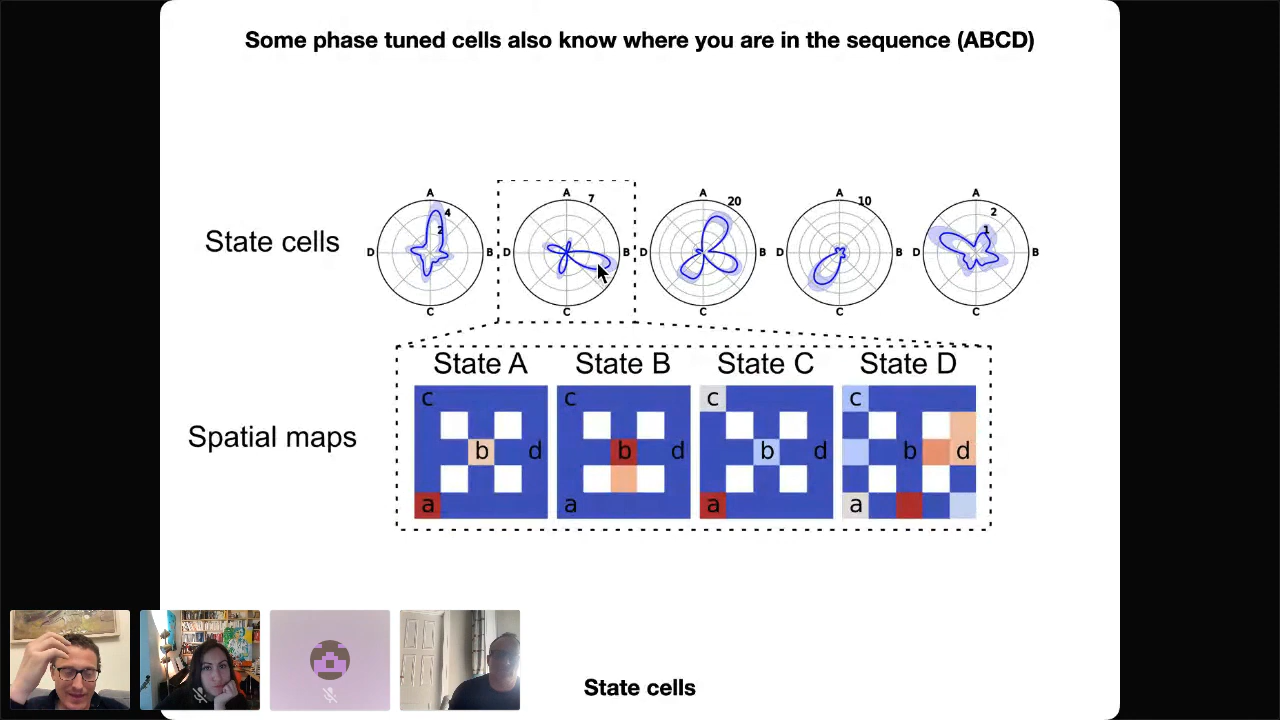 Some phase tuned cells also know where you are in the sequence (ABCD)
A A A A A
4 7 20 10 2
2 1
State cells
D B D B D B D B D B
C C C C C
State A State B State C State D
c c c c
Spatial maps
b d b d b d b d
a a a a
State cells